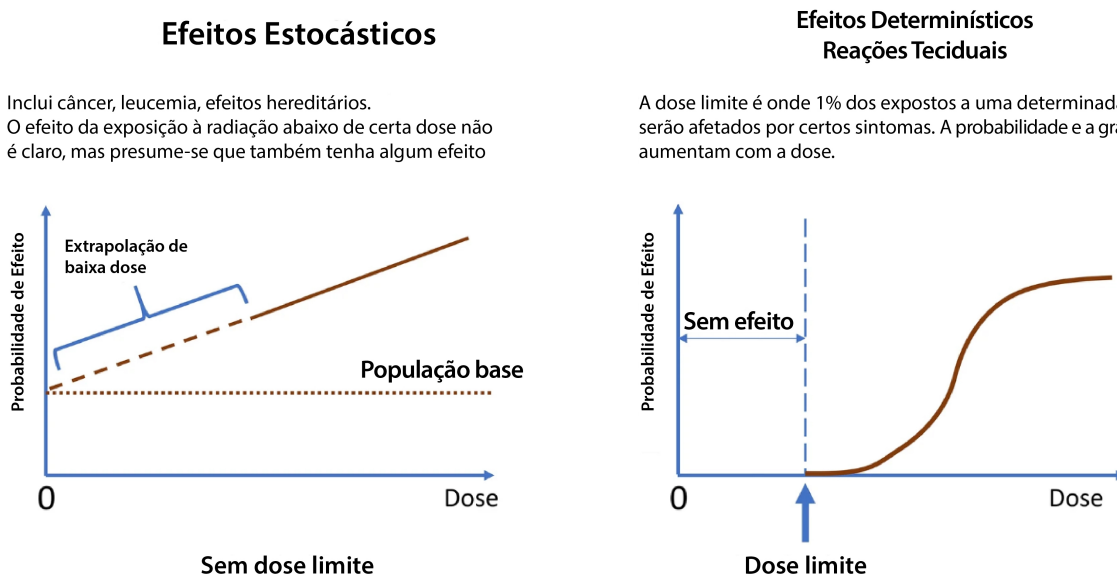 Efeitos Estocásticos
Inclui câncer, leucemia, efeitos hereditários.
O efeito da exposição à radiação abaixo de certa dose não
é claro, mas presume-se que também tenha algum efeito
Probabilidade de Efeito
Extrapolação de
baixa dose
População base
0
Dose
Sem dose limite
Efeitos Determinísticos
Reações Teciduais
A dose limite é onde 1% dos expostos a uma determinad
serão afetados por certos sintomas. A probabilidade e a gra
aumentam com a dose.
Probabilidade de Efeito
Sem efeito
0
Dose
Dose limite